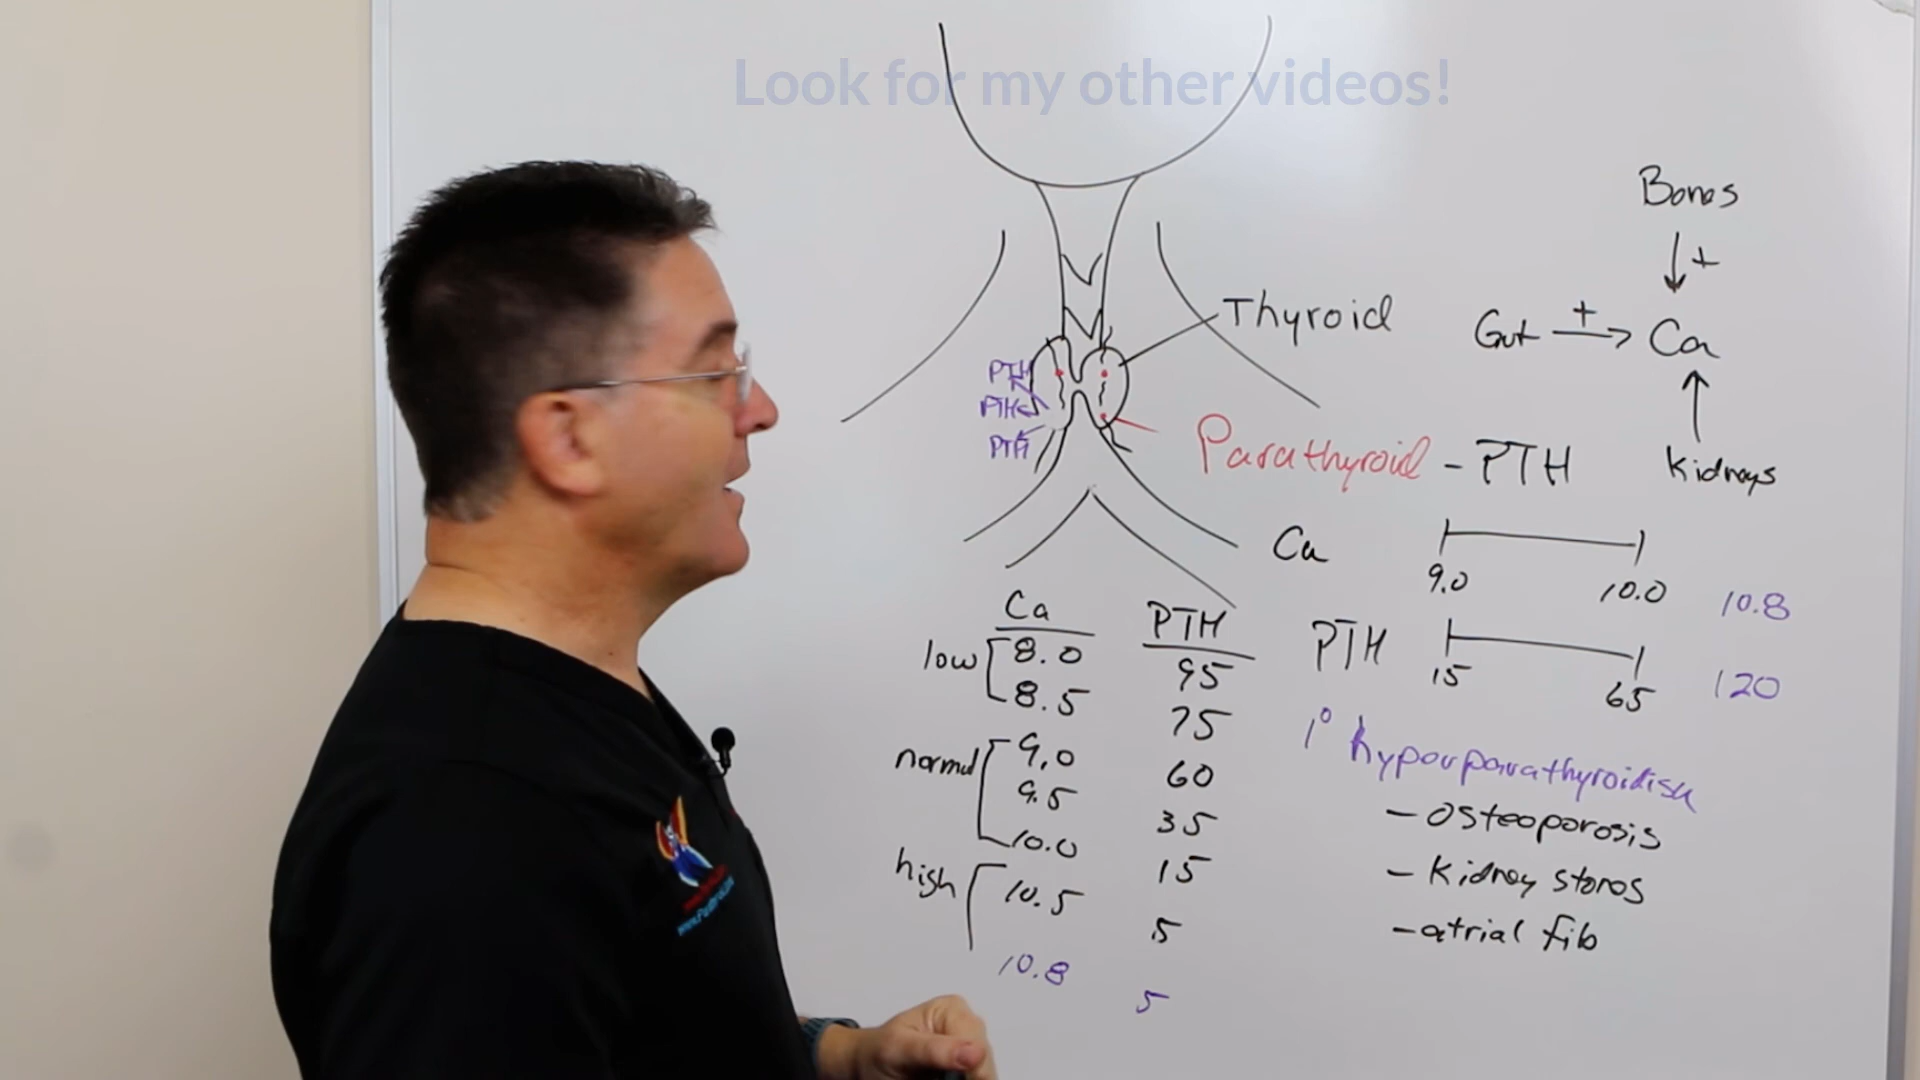 Look for my other videos!
Bones
+
Thyroid
Gut + Ca
PTH
PTH
PTH
Parathyroid - PTH
Kidneys
Ca
9.0 10.0 10.8
PTH
15 65 120
Ca PTH
low 8.0 95
8.5 75
normal 9.0 60
9.5 35
10.0 15
high 10.5 5
10.8 5
1° hyporparathyroidism
- osteoporosis
- Kidney stones
- atrial fib